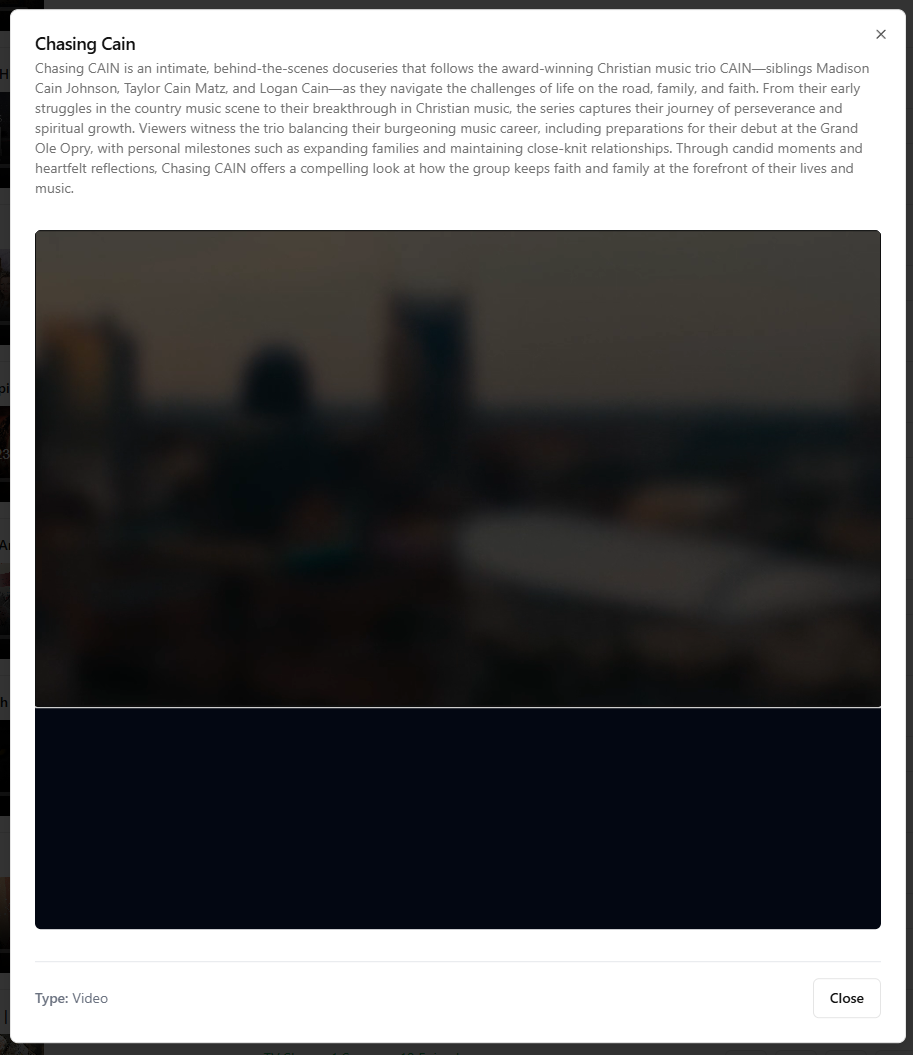 Chasing Cain
Chasing CAIN is an intimate, behind-the-scenes docuseries that follows the award-winning Christian music trio CAIN—siblings Madison
Cain Johnson, Taylor Cain Matz, and Logan Cain—as they navigate the challenges of life on the road, family, and faith. From their early
struggles in the country music scene to their breakthrough in Christian music, the series captures their journey of perseverance and
spiritual growth. Viewers witness the trio balancing their burgeoning music career, including preparations for their debut at the Grand
Ole Opry, with personal milestones such as expanding families and maintaining close-knit relationships. Through candid moments and
heartfelt reflections, Chasing CAIN offers a compelling look at how the group keeps faith and family at the forefront of their lives and
music.
Type: Video
Close